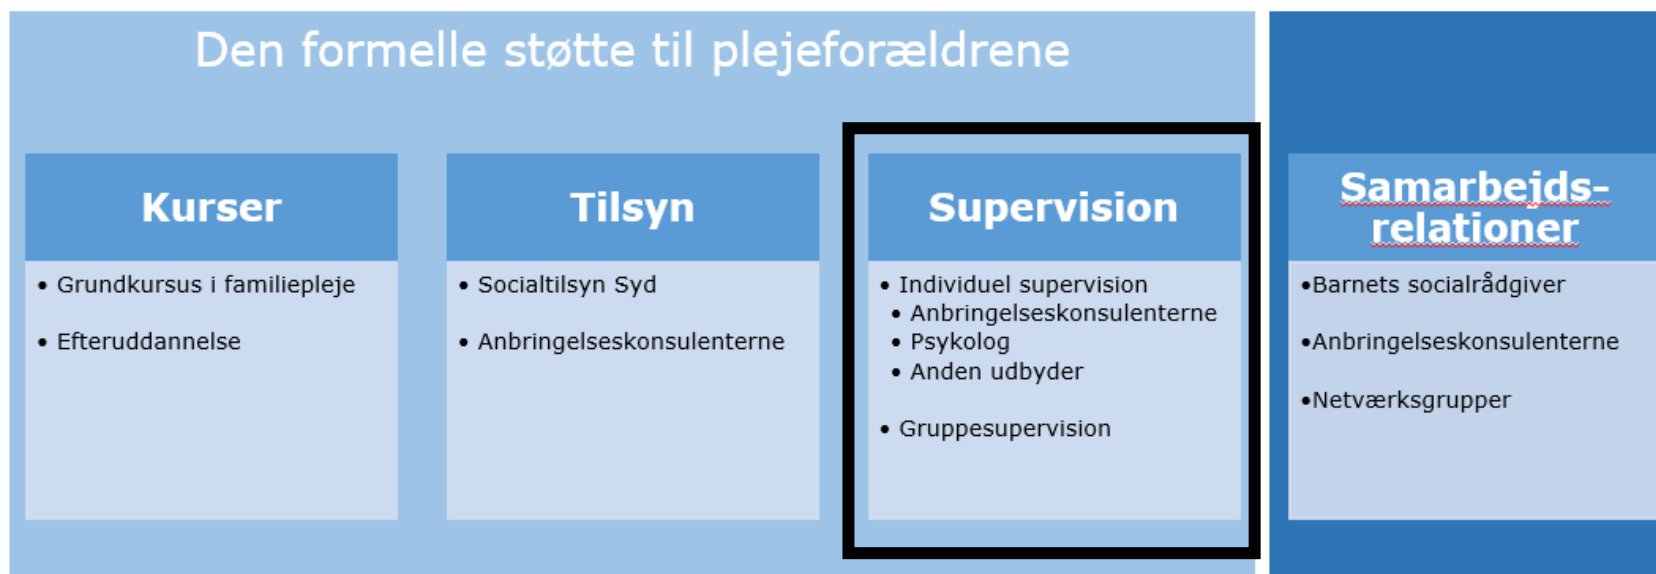 Den formelle støtte til plejeforældrene
Kurser
• Grundkursus i familiepleje
• Efteruddannelse
Tilsyn
• Socialtilsyn Syd
• Anbringelseskonsulenterne
Supervision
• Individuel supervision
• Anbringelseskonsulenterne
• Psykolog
• Anden udbyder
• Gruppesupervision
Samarbejds-
relationer
•Barnets socialrådgiver
•Anbringelseskonsulenterne
•Netværksgrupper